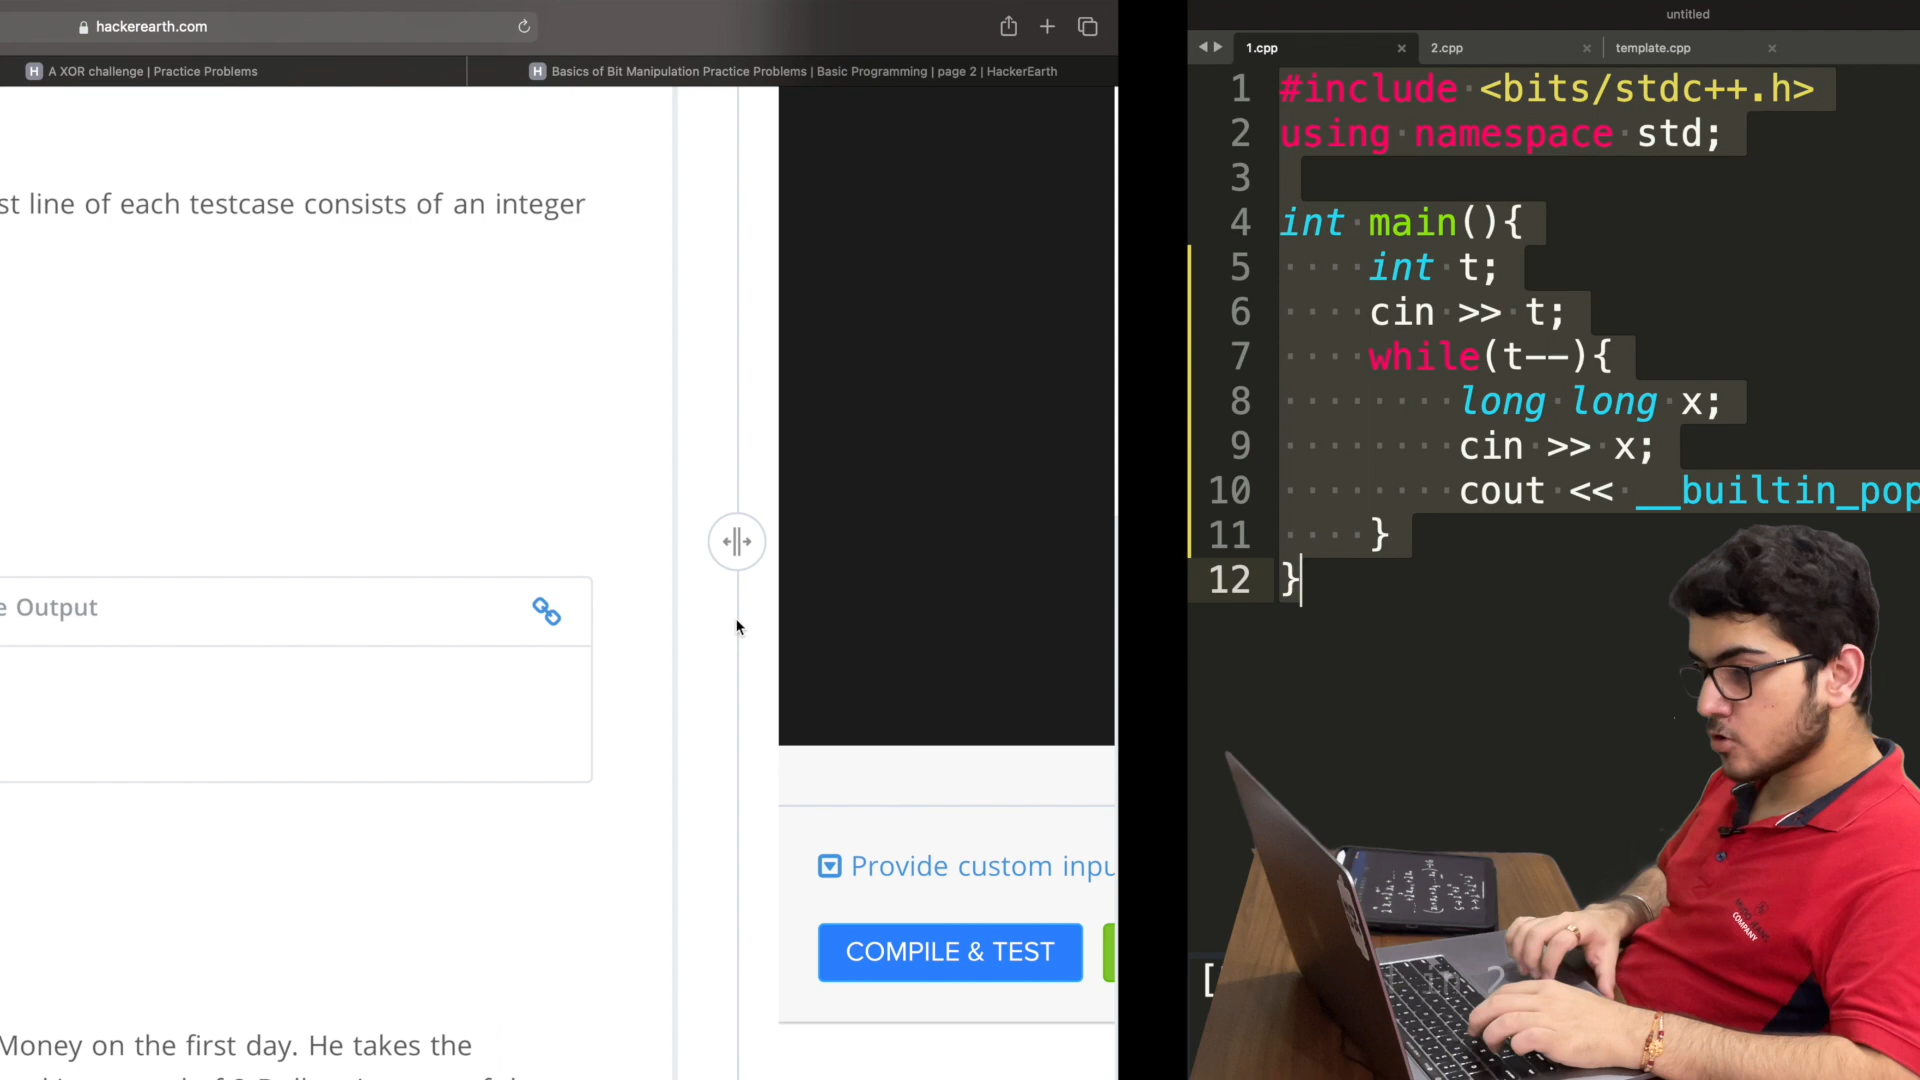 hackerearth.com
A XOR challenge | Practice Problems
Basics of Bit Manipulation Practice Problems | Basic Programming | page 2 | HackerEarth
st line of each testcase consists of an integer
e Output
Provide custom inpu
COMPILE & TEST
Money on the first day. He takes the
untitled
1.cpp
2.cpp
template.cpp
1 #include <bits/stdc++.h>
2 using namespace std;
3
4 int main(){
5 int t;
6 cin >> t;
7 while(t--){
8 long long x;
9 cin >> x;
10 cout << __builtin_pop
11 }
12 }
COMPANY